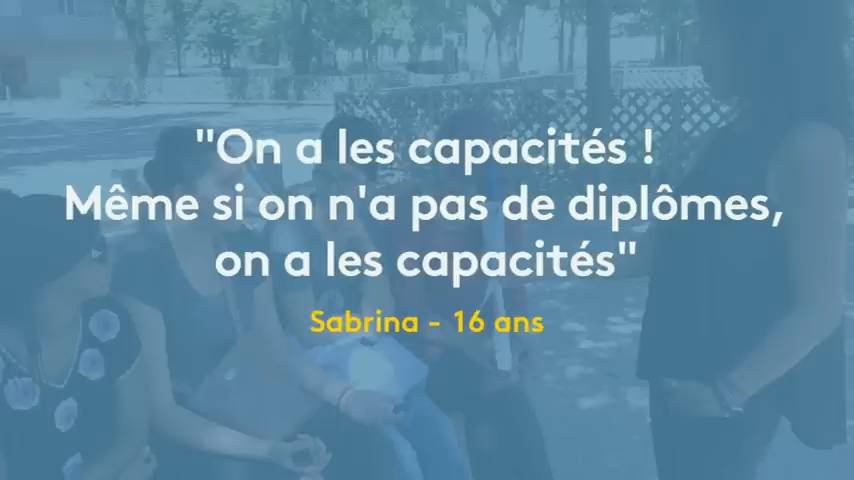 "On a les capacités !
Même si on n'a pas de diplômes,
on a les capacités"
Sabrina - 16 ans